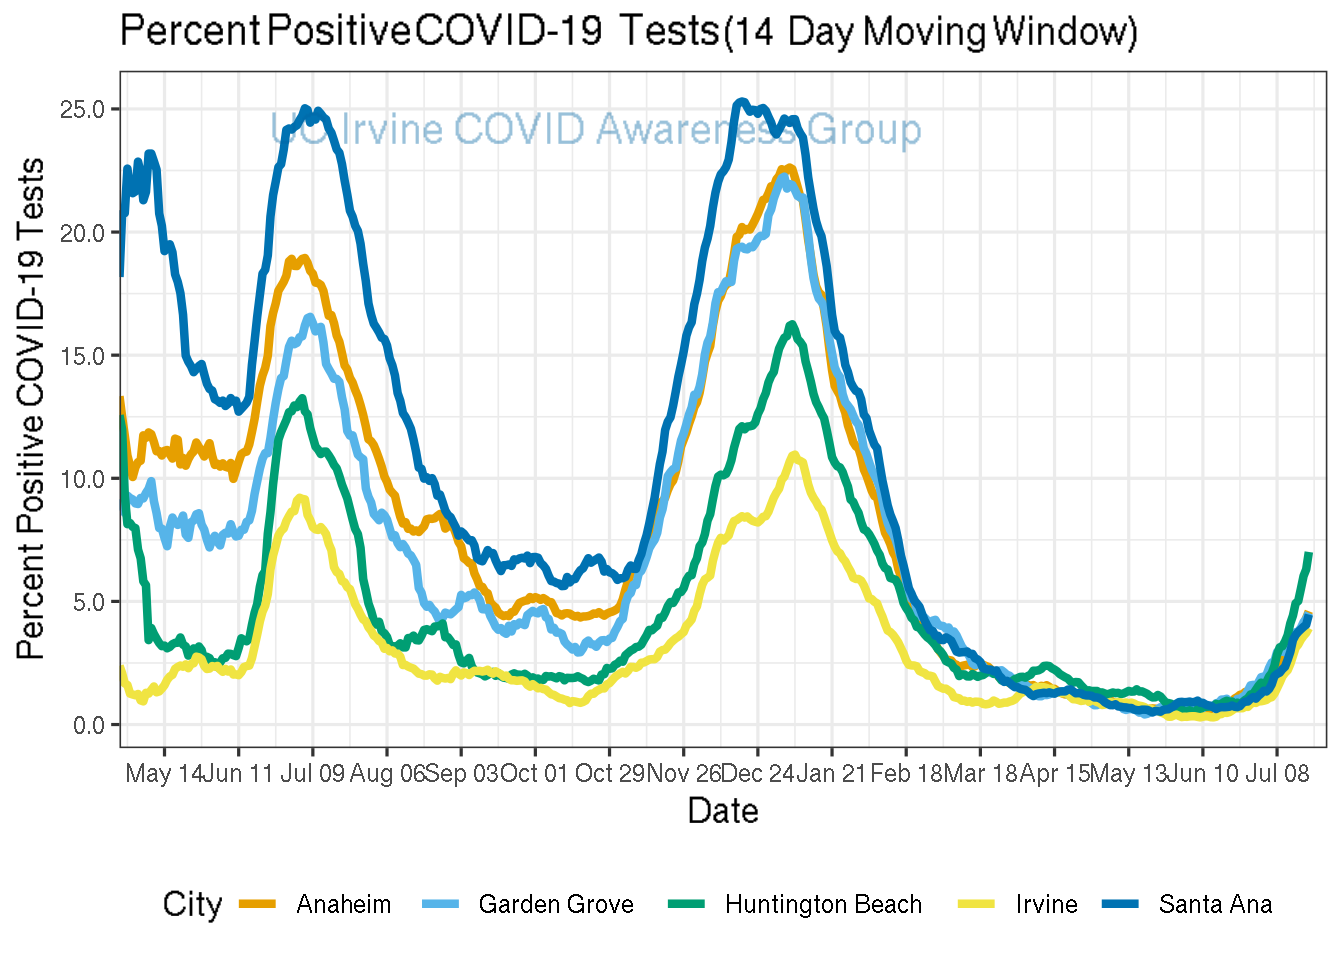 Percent Positive COVID-19 Tests (14 Day Moving Window)
UC Irvine COVID Awareness Group
Percent Positive COVID-19 Tests
25.0
20.0
15.0
10.0
5.0
0.0
May 14 Jun 11 Jul 09 Aug 06 Sep 03 Oct 01 Oct 29 Nov 26 Dec 24 Jan 21 Feb 18 Mar 18 Apr 15 May 13 Jun 10 Jul 08
Date
City Anaheim Garden Grove Huntington Beach Irvine Santa Ana